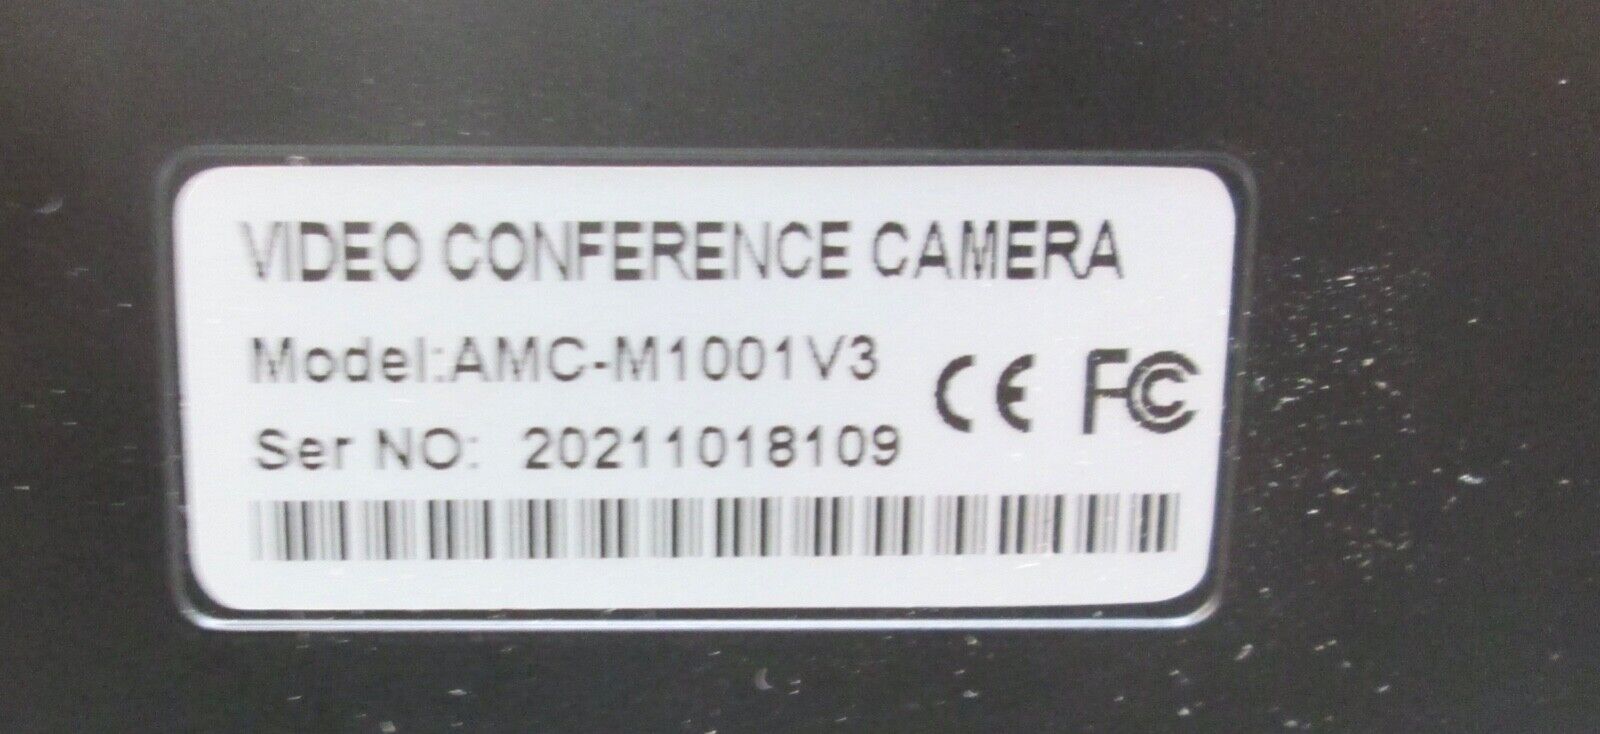 VIDEO CONFERENCE CAMERA
Model:AMC-M1001V3
Ser NO: 20211018109
CE FC